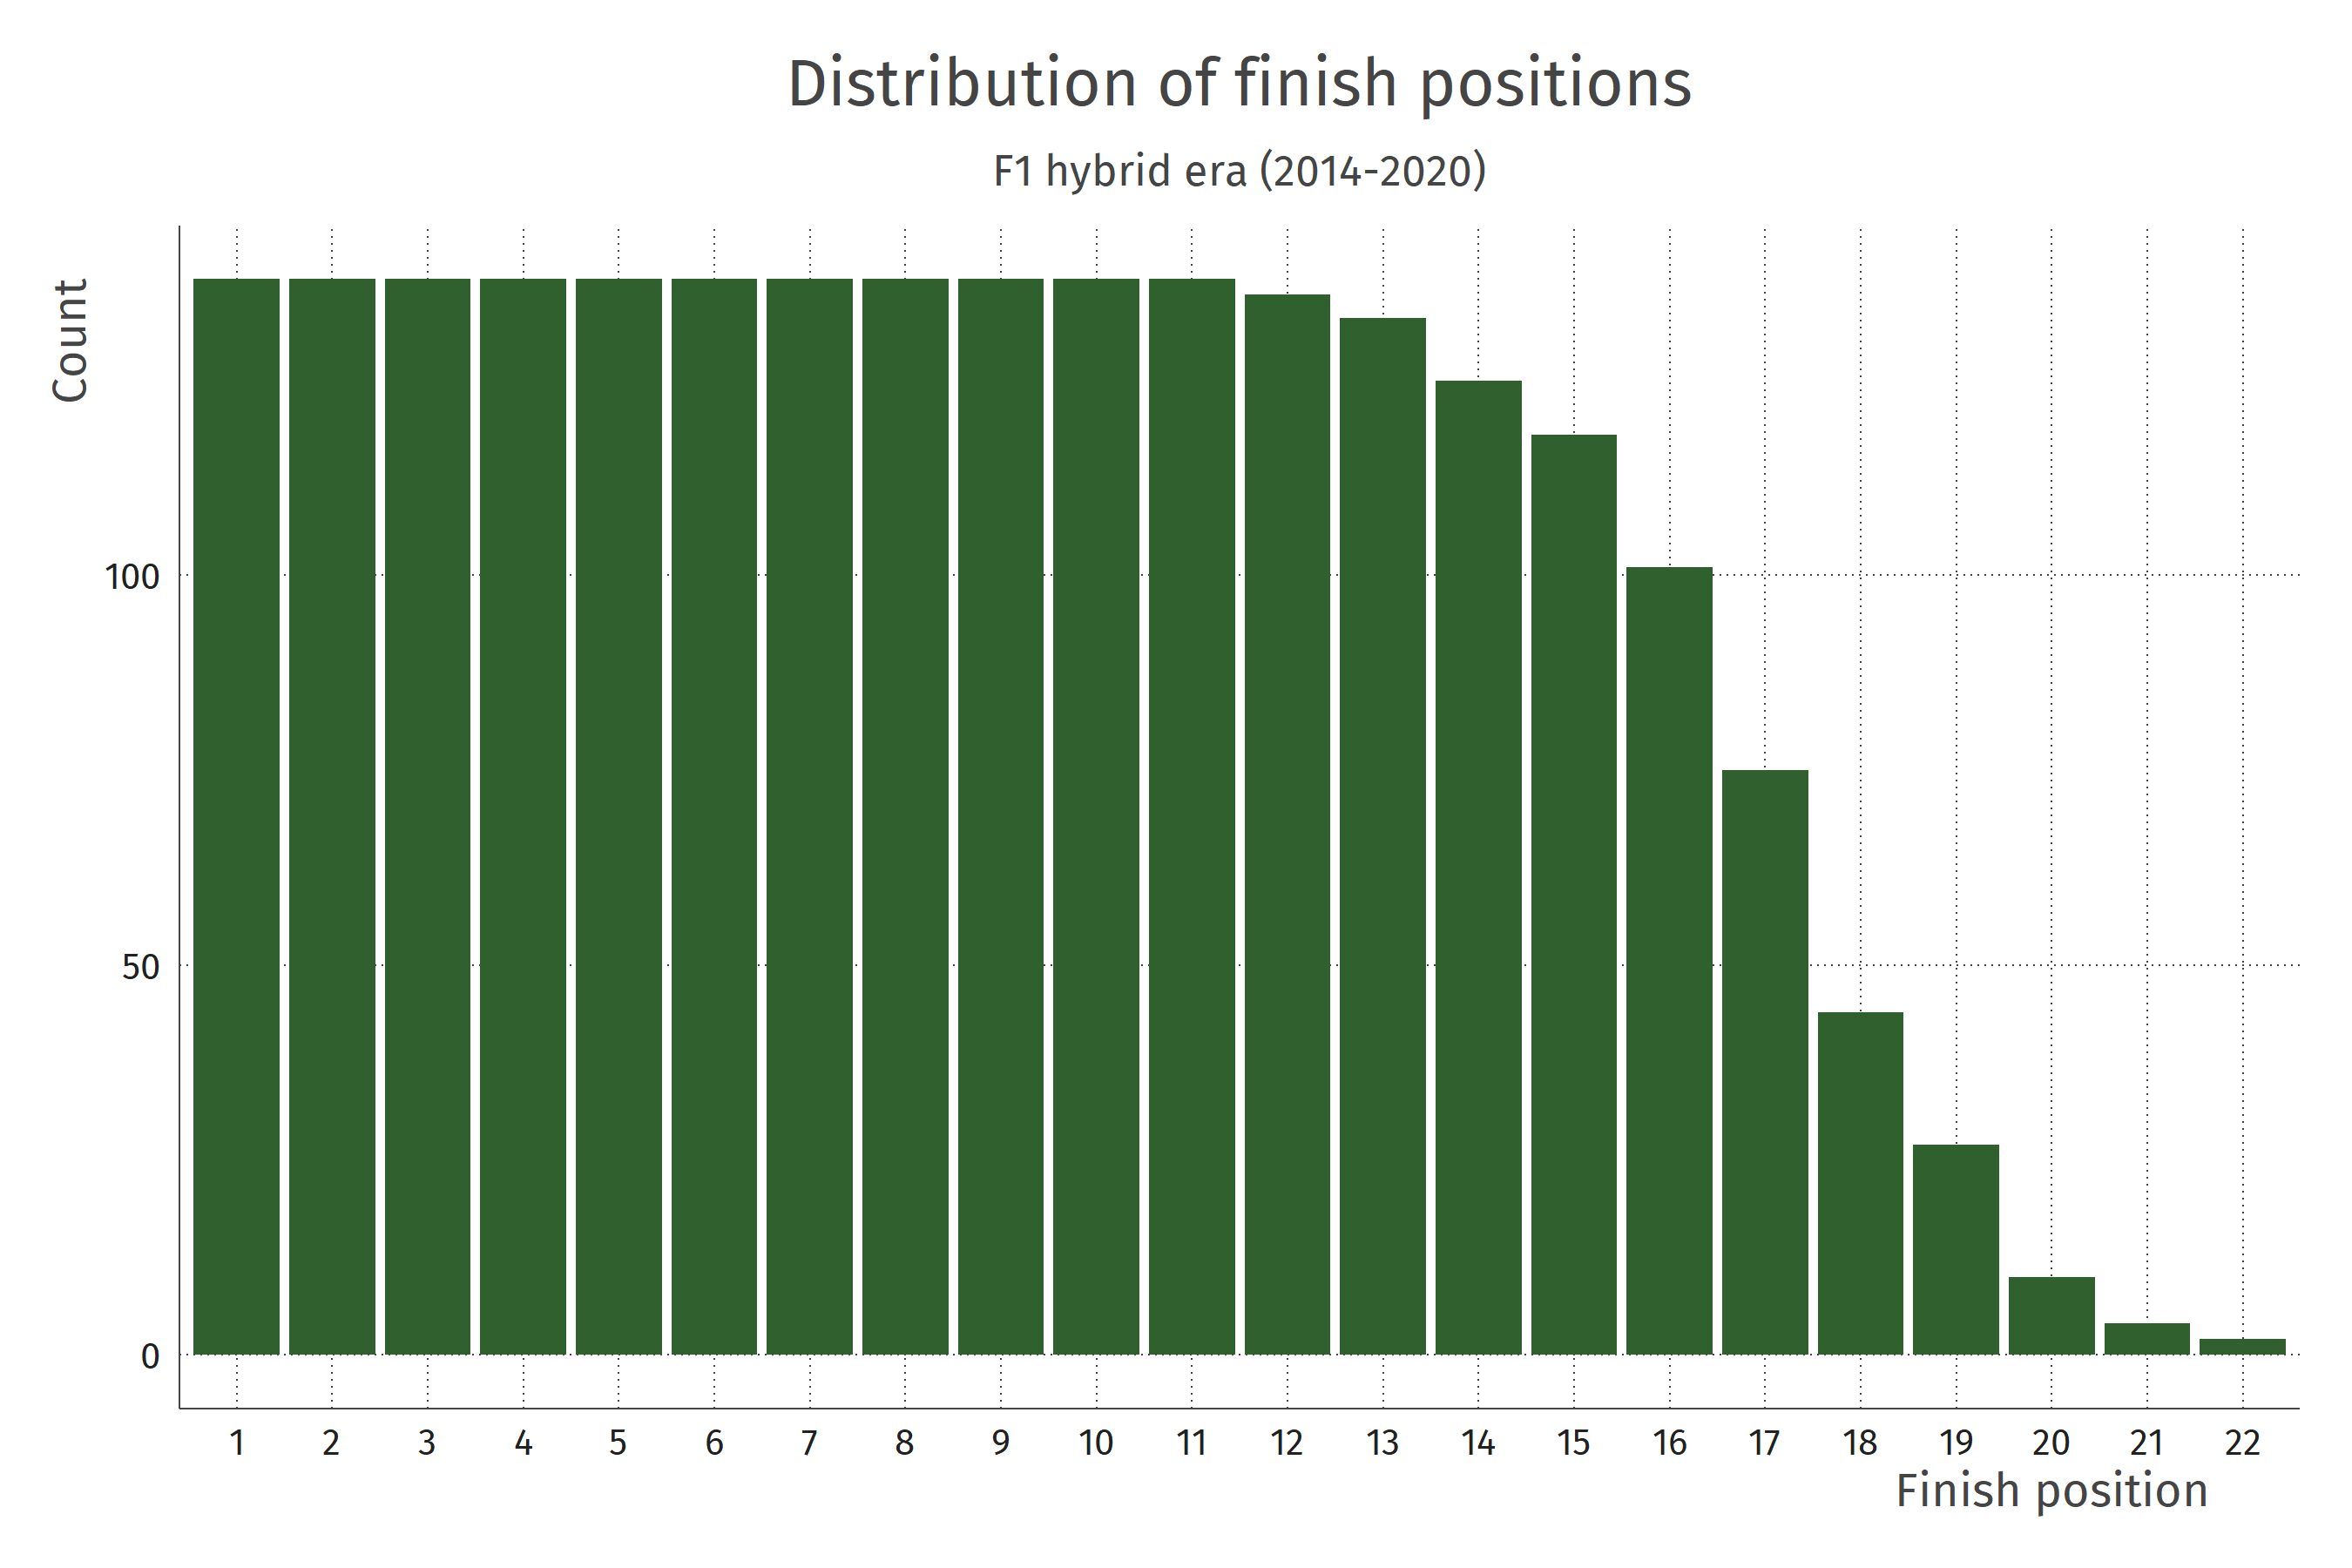 Distribution of finish positions
F1 hybrid era (2014-2020)
Count
100
50
0
1 2 3 4 5 6 7 8 9 10 11 12 13 14 15 16 17 18 19 20 21 22
Finish position